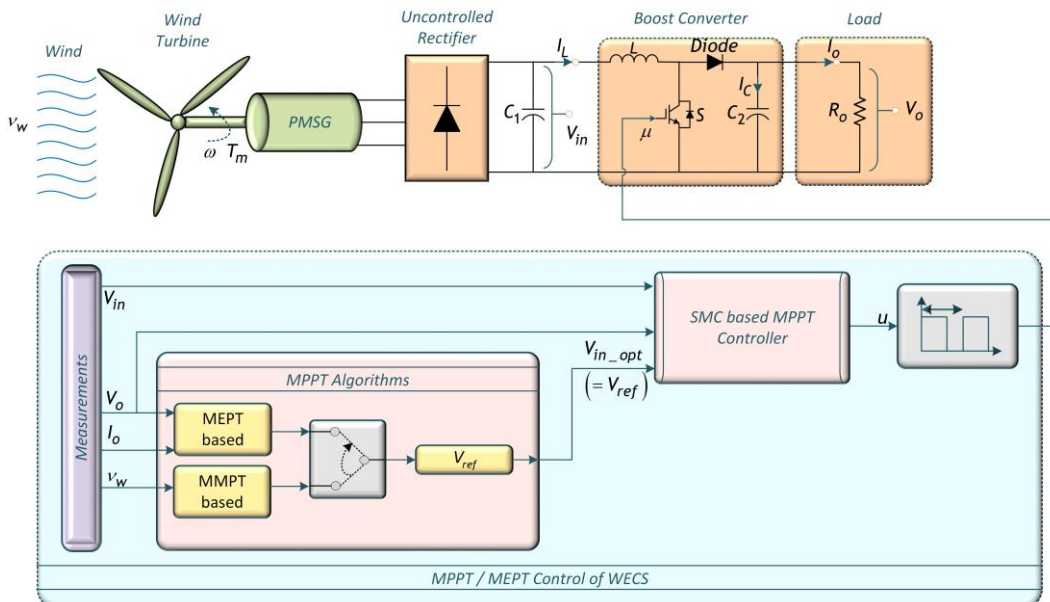 Wind
Wind
Turbine
Uncontrolled
Rectifier
Boost Converter
Load
v_w
ω T_m
PMSG
C_1
I_L
V_in
L
Diode
μ
S
I_C
C_2
I_o
R_o
V_o
Measurements
V_in
V_o
I_o
v_w
MPPT Algorithms
MEPT
based
MMPT
based
V_ref
V_in_opt
(= V_ref)
SMC based MPPT
Controller
u
MPPT / MEPT Control of WECS